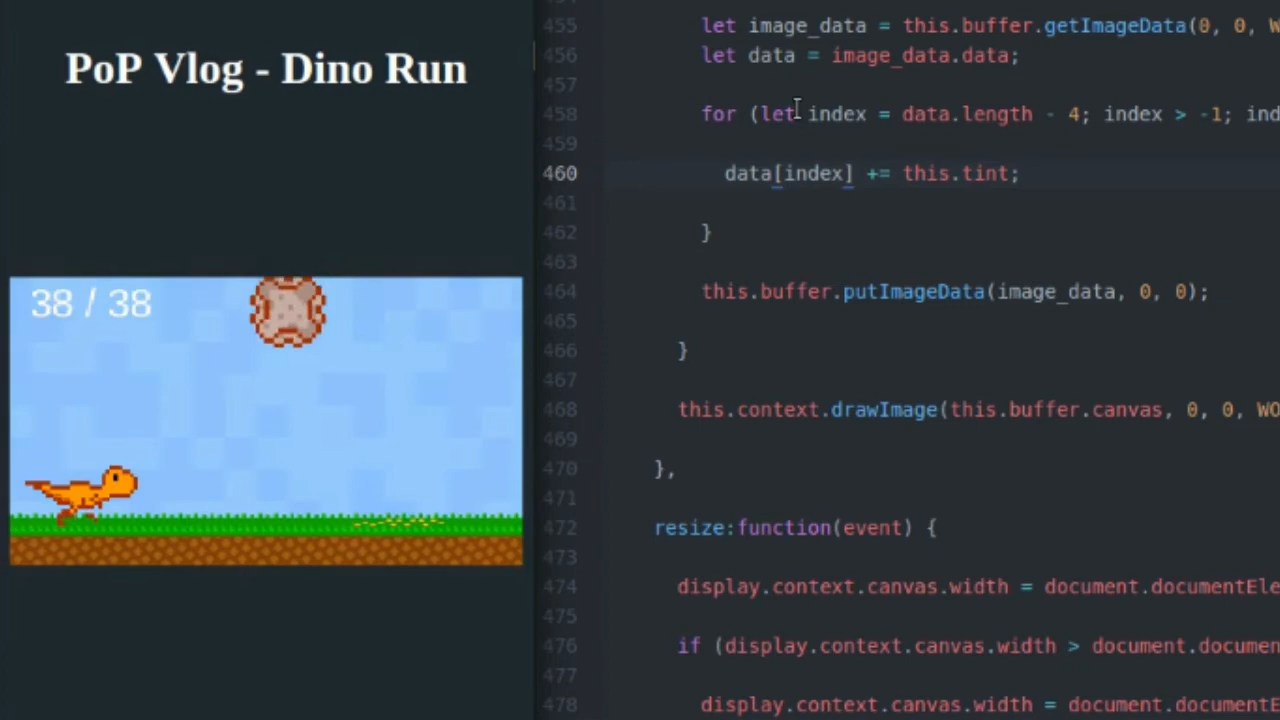 PoP Vlog - Dino Run
38 / 38
455 let image_data = this.buffer.getImageData(0, 0, W
456 let data = image_data.data;
457
458 for (let index = data.length - 4; index > -1; ind
459
460 data[index] += this.tint;
461
462 }
463
464 this.buffer.putImageData(image_data, 0, 0);
465
466 }
467
468 this.context.drawImage(this.buffer.canvas, 0, 0, WO
469
470 },
471
472 resize:function(event) {
473
474 display.context.canvas.width = document.documentEle
475
476 if (display.context.canvas.width > document.documen
477
478 display.context.canvas.width = document.documentE